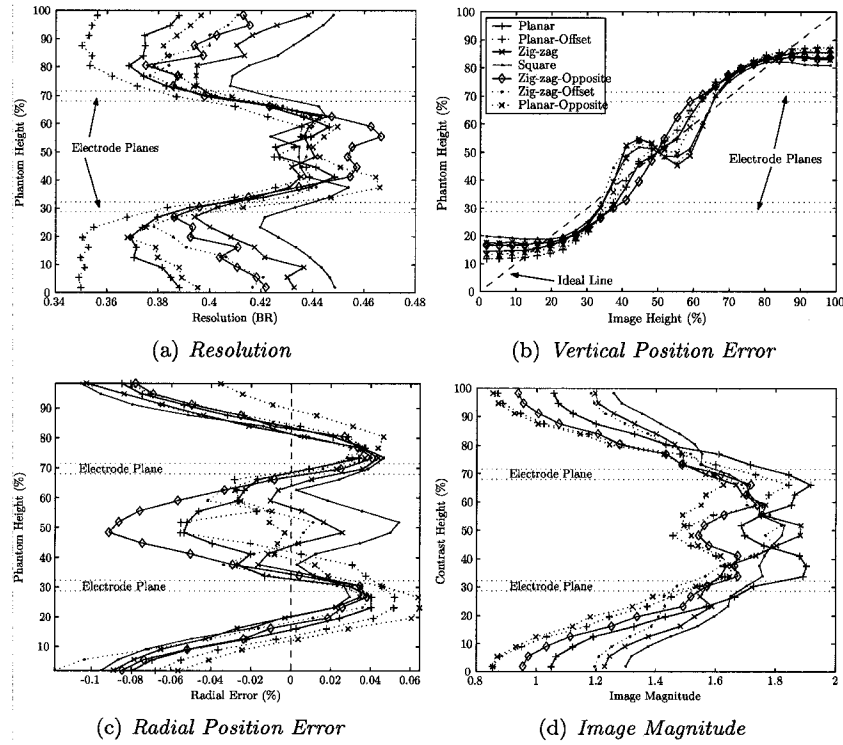 100
90
80
70
60
50
40
30
20
10
0
Phantom Height (%)
Electrode Planes
0.34 0.36 0.38 0.4 0.42 0.44 0.46 0.48
Resolution (BR)
(a) Resolution
100
90
80
70
60
50
40
30
20
10
0
Phantom Height (%)
Planar
Planar-Offset
Zig-zag
Square
Zig-zag-Opposite
Zig-zag-Offset
Planar-Opposite
Electrode Planes
Ideal Line
0 10 20 30 40 50 60 70 80 90 100
Image Height (%)
(b) Vertical Position Error
90
80
70
60
50
40
30
20
10
Phantom Height (%)
Electrode Plane
Electrode Plane
-0.1 -0.08 -0.06 -0.04 -0.02 0 0.02 0.04 0.06
Radial Error (%)
(c) Radial Position Error
100
90
80
70
60
50
40
30
20
10
0
Contrast Height (%)
Electrode Plane
Electrode Plane
0.8 1 1.2 1.4 1.6 1.8 2
Image Magnitude
(d) Image Magnitude